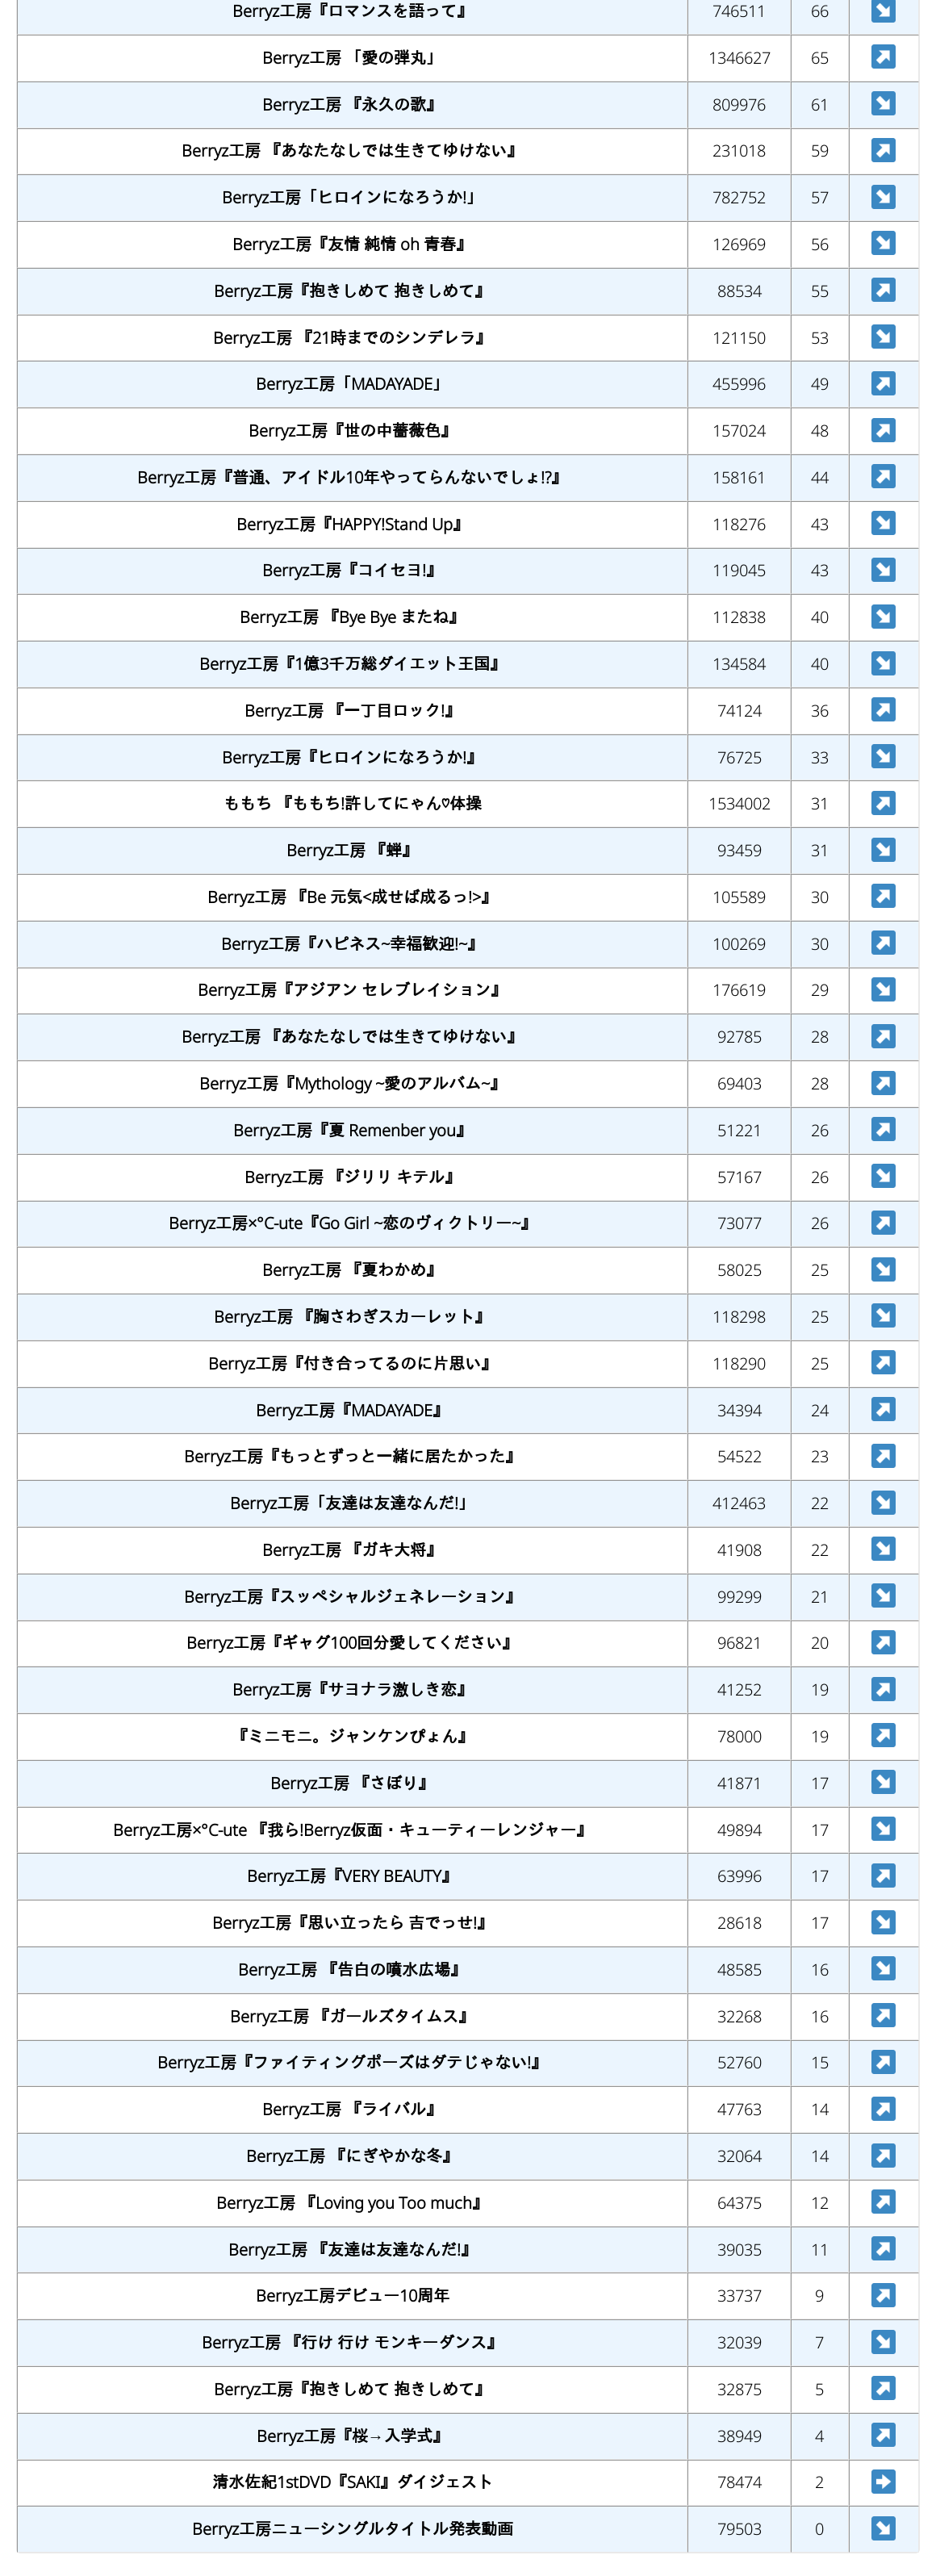 Berryz工房『ロマンスを語って』 746511 66 ↘
Berryz工房 「愛の弾丸」 1346627 65 ↗
Berryz工房 『永久の歌』 809976 61 ↘
Berryz工房 『あなたなしでは生きてゆけない』 231018 59 ↗
Berryz工房「ヒロインになろうか!」 782752 57 ↘
Berryz工房『友情 純情 oh 青春』 126969 56 ↘
Berryz工房『抱きしめて 抱きしめて』 88534 55 ↗
Berryz工房 『21時までのシンデレラ』 121150 53 ↘
Berryz工房「MADAYADE」 455996 49 ↗
Berryz工房『世の中薔薇色』 157024 48 ↗
Berryz工房『普通、アイドル10年やってらんないでしょ!?』 158161 44 ↗
Berryz工房『HAPPY!Stand Up』 118276 43 ↘
Berryz工房『コイセヨ!』 119045 43 ↘
Berryz工房 『Bye Bye またね』 112838 40 ↘
Berryz工房『1億3千万総ダイエット王国』 134584 40 ↘
Berryz工房 『一丁目ロック!』 74124 36 ↗
Berryz工房『ヒロインになろうか!』 76725 33 ↘
ももち 『ももち!許してにゃん♡体操 1534002 31 ↗
Berryz工房 『蝉』 93459 31 ↘
Berryz工房 『Be 元気<成せば成るっ!>』 105589 30 ↗
Berryz工房『ハピネス~幸福歓迎!~』 100269 30 ↗
Berryz工房『アジアン セレブレイション』 176619 29 ↘
Berryz工房 『あなたなしでは生きてゆけない』 92785 28 ↗
Berryz工房『Mythology ~愛のアルバム~』 69403 28 ↗
Berryz工房『夏 Remenber you』 51221 26 ↗
Berryz工房 『ジリリ キテル』 57167 26 ↘
Berryz工房×°C-ute『Go Girl ~恋のヴィクトリー~』 73077 26 ↗
Berryz工房 『夏わかめ』 58025 25 ↘
Berryz工房 『胸さわぎスカーレット』 118298 25 ↘
Berryz工房『付き合ってるのに片思い』 118290 25 ↗
Berryz工房『MADAYADE』 34394 24 ↗
Berryz工房『もっとずっと一緒に居たかった』 54522 23 ↗
Berryz工房「友達は友達なんだ!」 412463 22 ↘
Berryz工房 『ガキ大将』 41908 22 ↘
Berryz工房『スッペシャルジェネレーション』 99299 21 ↘
Berryz工房『ギャグ100回分愛してください』 96821 20 ↗
Berryz工房『サヨナラ激しき恋』 41252 19 ↗
『ミニモニ。ジャンケンぴょん』 78000 19 ↗
Berryz工房 『さぼり』 41871 17 ↘
Berryz工房×°C-ute 『我ら!Berryz仮面・キューティーレンジャー』 49894 17 ↘
Berryz工房『VERY BEAUTY』 63996 17 ↗
Berryz工房『思い立ったら 吉でっせ!』 28618 17 ↘
Berryz工房 『告白の噴水広場』 48585 16 ↘
Berryz工房 『ガールズタイムス』 32268 16 ↗
Berryz工房『ファイティングポーズはダテじゃない!』 52760 15 ↗
Berryz工房 『ライバル』 47763 14 ↗
Berryz工房 『にぎやかな冬』 32064 14 ↗
Berryz工房 『Loving you Too much』 64375 12 ↗
Berryz工房 『友達は友達なんだ!』 39035 11 ↗
Berryz工房デビュー10周年 33737 9 ↗
Berryz工房 『行け 行け モンキーダンス』 32039 7 ↘
Berryz工房『抱きしめて 抱きしめて』 32875 5 ↗
Berryz工房『桜→入学式』 38949 4 ↗
清水佐紀1stDVD『SAKI』ダイジェスト 78474 2 →
Berryz工房ニューシングルタイトル発表動画 79503 0 ↘